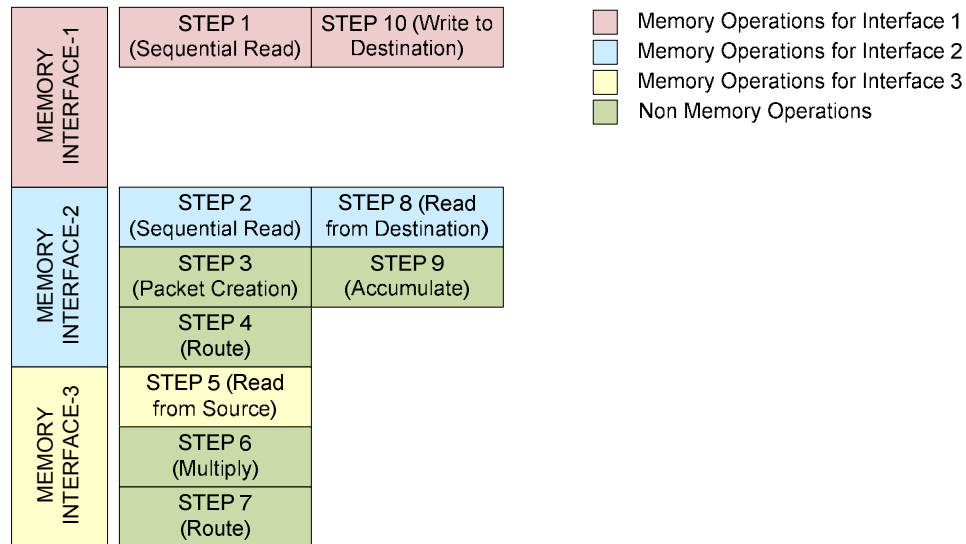 MEMORY
INTERFACE-1
STEP 1
(Sequential Read)
STEP 10 (Write to
Destination)
MEMORY
INTERFACE-2
STEP 2
(Sequential Read)
STEP 8 (Read
from Destination)
STEP 3
(Packet Creation)
STEP 9
(Accumulate)
STEP 4
(Route)
MEMORY
INTERFACE-3
STEP 5 (Read
from Source)
STEP 6
(Multiply)
STEP 7
(Route)
Memory Operations for Interface 1
Memory Operations for Interface 2
Memory Operations for Interface 3
Non Memory Operations